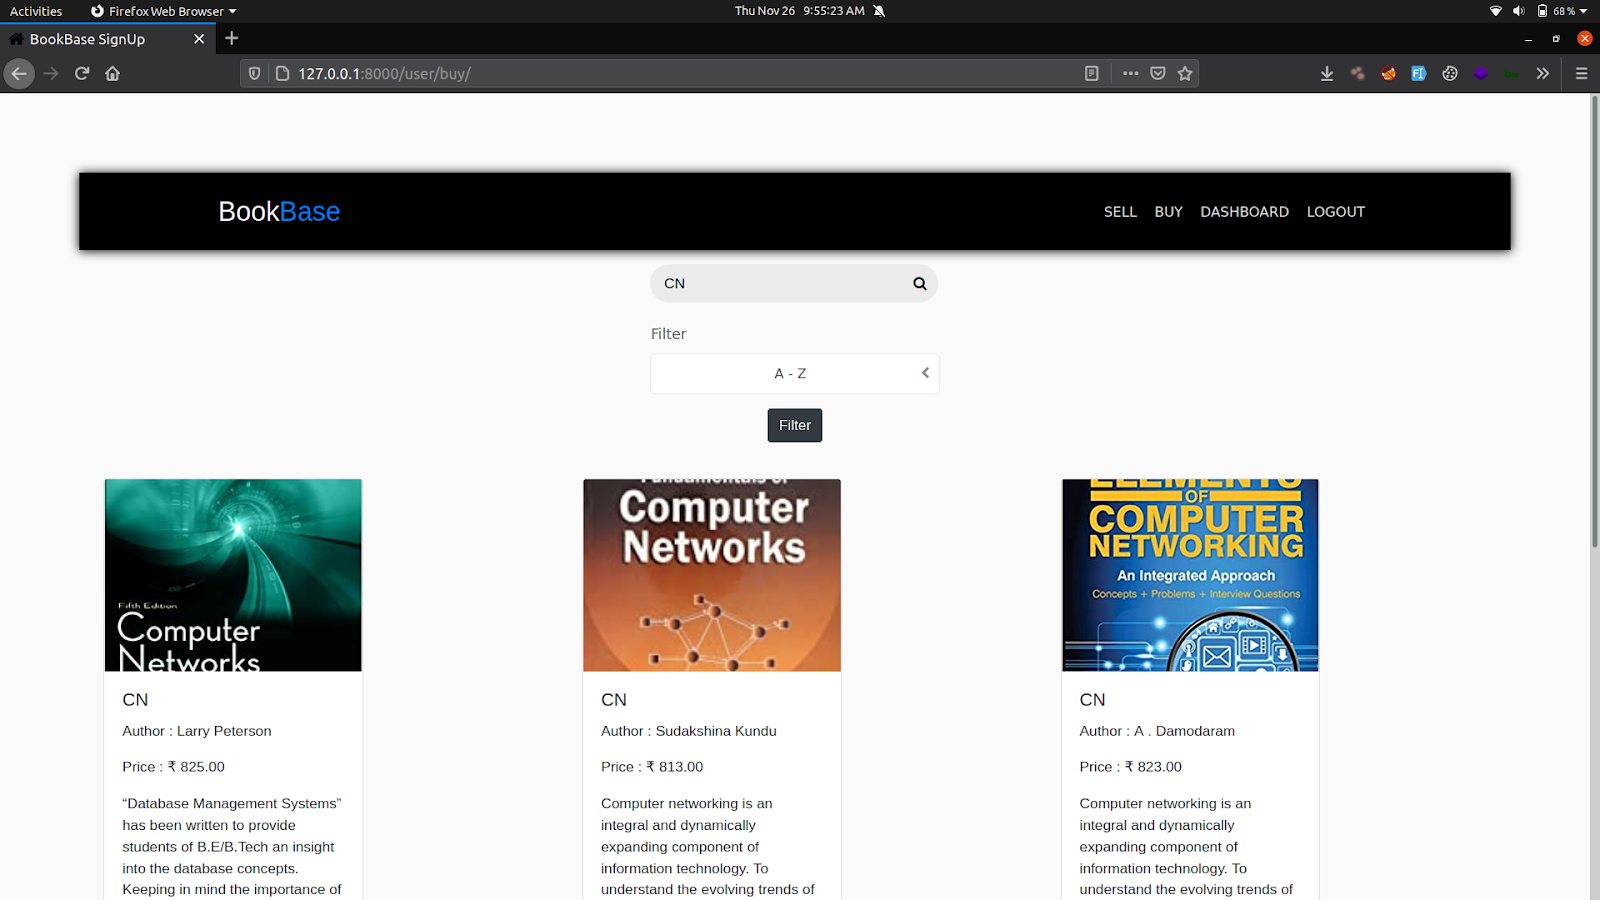 Activities
Firefox Web Browser
Thu Nov 26 9:55:23 AM
68 %
BookBase SignUp
127.0.0.1:8000/user/buy/
BookBase
SELL
BUY
DASHBOARD
LOGOUT
CN
Filter
A - Z
Filter
Fifth Edition
Computer
Networks
CN
Author : Larry Peterson
Price : ₹ 825.00
“Database Management Systems”
has been written to provide
students of B.E/B.Tech an insight
into the database concepts.
Keeping in mind the importance of
Fundamentals of
Computer
Networks
CN
Author : Sudakshina Kundu
Price : ₹ 813.00
Computer networking is an
integral and dynamically
expanding component of
information technology. To
understand the evolving trends of
ELEMENTS
OF
COMPUTER
NETWORKING
An Integrated Approach
Concepts + Problems + Interview Questions
CN
Author : A . Damodaram
Price : ₹ 823.00
Computer networking is an
integral and dynamically
expanding component of
information technology. To
understand the evolving trends of